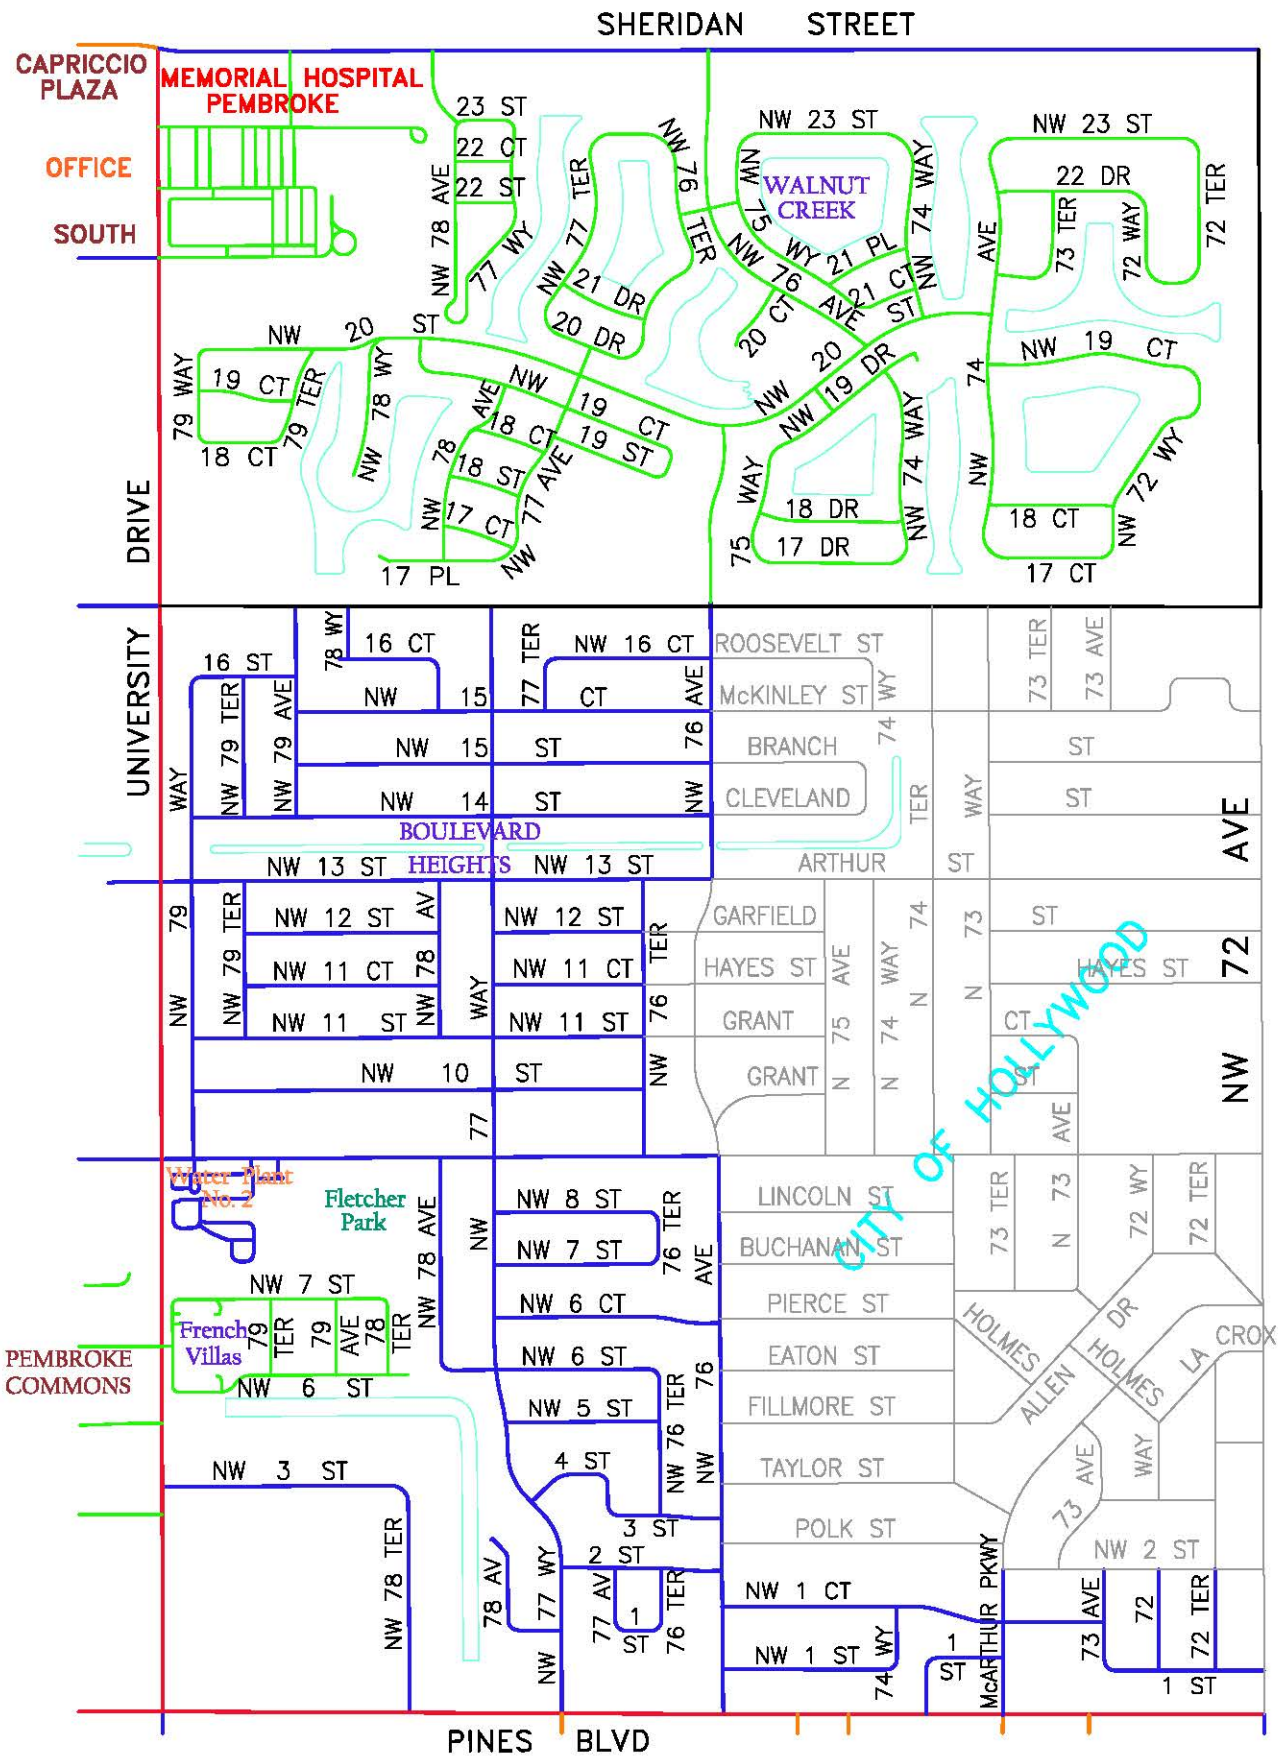 SHERIDAN STREET
CAPRICCIO
PLAZA
MEMORIAL HOSPITAL
PEMBROKE
OFFICE
SOUTH
23 ST
22 CT
22 ST
NW 78 AVE
77 WY
NW 77 TER
NW 76 TER
21 DR
20 DR
NW 23 ST
WALNUT
CREEK
NW 75 WY
NW 76 AVE
21 PL
21 CT
20 CT
NW 74 WAY
NW 23 ST
22 DR
73 TER
72 WAY
72 TER
NW 74 AVE
NW 20 ST
NW 20 ST
79 WAY
19 CT
79 TER
18 CT
NW 78 WY
NW 19 CT
19 ST
NW 78 AVE
18 CT
18 ST
17 CT
NW 77 AVE
17 PL
NW 19 DR
75 WAY
NW 74 WAY
18 DR
17 DR
NW 19 CT
NW 72 WY
18 CT
17 CT
UNIVERSITY DRIVE
78 WY
16 CT
16 ST
77 TER
NW 16 CT
NW 15 CT
NW 79 TER
NW 79 AVE
NW 76 AVE
NW 15 ST
NW 14 ST
BOULEVARD
HEIGHTS
NW 13 ST
NW 13 ST
NW 79 WAY
ROOSEVELT ST
McKINLEY ST
74 WY
BRANCH ST
CLEVELAND ST
ARTHUR ST
73 TER
73 AVE
N 74 TER
N 73 WAY
NW 72 AVE
NW 12 ST
NW 12 ST
NW 11 CT
NW 11 CT
NW 11 ST
NW 11 ST
NW 10 ST
NW 79 TER
NW 78 AV
NW 77 WAY
NW 76 TER
GARFIELD ST
HAYES ST
HAYES ST
GRANT CT
GRANT ST
N 75 AVE
N 74 WAY
N 73 AVE
CITY OF HOLLYWOOD
Water Plant
No. 2
Fletcher
Park
NW 78 AVE
NW 8 ST
NW 7 ST
76 TER
NW 76 AVE
LINCOLN ST
BUCHANAN ST
73 TER
72 WY
72 TER
NW 7 ST
French
Villas
79 TER
79 AVE
78 TER
NW 6 ST
PEMBROKE
COMMONS
NW 6 CT
NW 6 ST
NW 5 ST
4 ST
3 ST
NW 76 TER
PIERCE ST
EATON ST
FILLMORE ST
TAYLOR ST
POLK ST
HOLMES
HOLMES
ALLEN DR
LA CROX
73 AVE
WAY
NW 2 ST
NW 3 ST
NW 78 TER
78 AV
NW 77 WY
2 ST
77 AV
1 ST
76 TER
NW 1 CT
NW 1 ST
74 WY
1 ST
McARTHUR PKWY
73 AVE
72
72 TER
1 ST
PINES BLVD